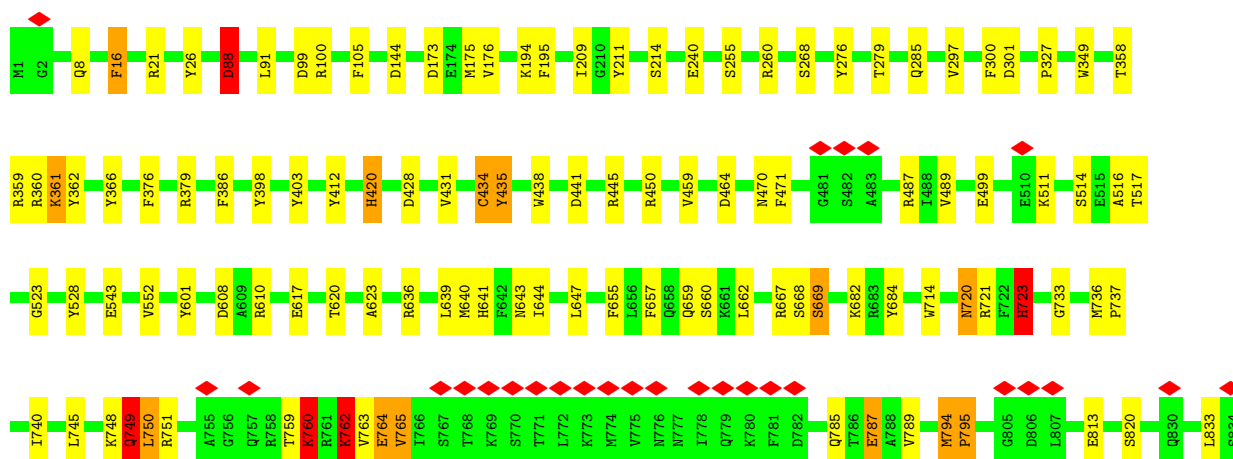 M1 G2 Q8 F16 R21 Y26 D88 L91 D99 R100 F105 D144 D173 E174 M175 V176 K194 F195 I209 G210 Y211 S214 E240 S255 R260 S268 Y276 T279 Q285 V297 F300 D301 P327 W349 T358
R359 R360 K361 Y362 Y366 F376 R379 F386 Y398 Y403 Y412 H420 D428 V431 C434 Y435 W438 D441 R445 R450 V459 D464 N470 F471 G481 S482 A483 R487 I488 V489 E499 E510 K511 S514 E515 A516 T517
G523 Y528 E543 V552 Y601 D608 A609 R610 E617 T620 A623 R636 L639 M640 H641 F642 N643 I644 L647 F655 L656 F657 Q658 Q659 S660 K661 L662 R667 S668 S669 K682 R683 Y684 W714 N720 R721 F722 H723 G733 M736 P737
I740 L745 K748 Q749 L750 R751 A755 G756 Q757 R758 T759 K760 R761 K762 V763 E764 V765 I766 S767 T768 K769 S770 T771 L772 K773 M774 V775 N776 N777 I778 Q779 K780 F781 D782 Q785 T786 E787 A788 V789 M794 P795 G805 D806 L807 E813 S820 Q830 L833